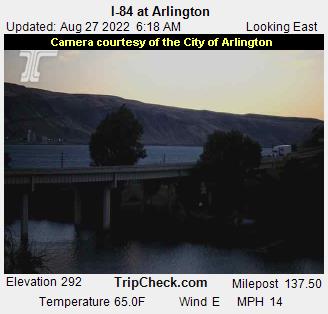 I-84 at Arlington
Updated: Aug 27 2022 6:18 AM Looking East
Camera courtesy of the City of Arlington
Elevation 292 TripCheck.com Milepost 137.50
Temperature 65.0F Wind E MPH 14